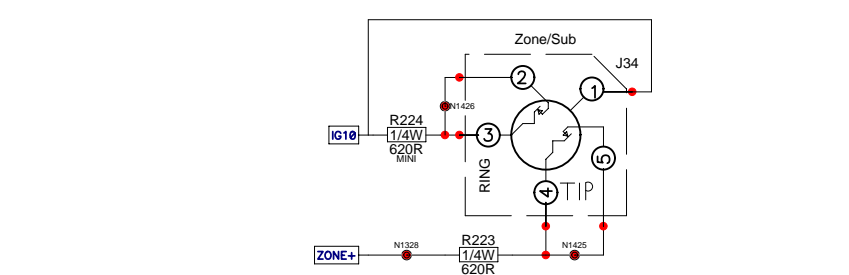 Zone/Sub
J34
2
1
N1426
R224
IG10
1/4W
3
620R
MINI
RING
5
4
TIP
R223
N1328
N1425
ZONE+
1/4W
620R